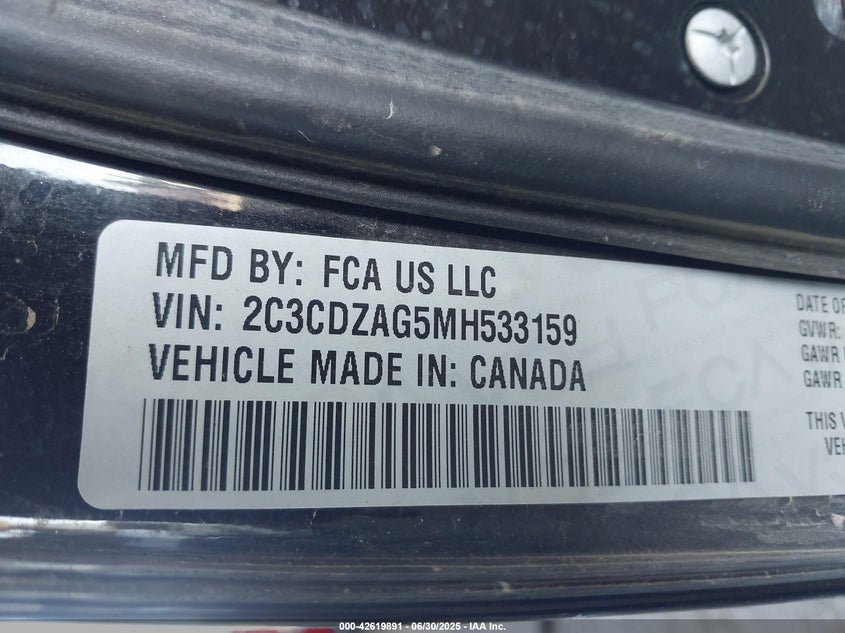 MFD BY: FCA US LLC
VIN: 2C3CDZAG5MH533159
VEHICLE MADE IN: CANADA
DATE OF
GVWR:
GAWR
GAWR
THIS
000-42619891 - 06/30/2025 - IAA Inc.